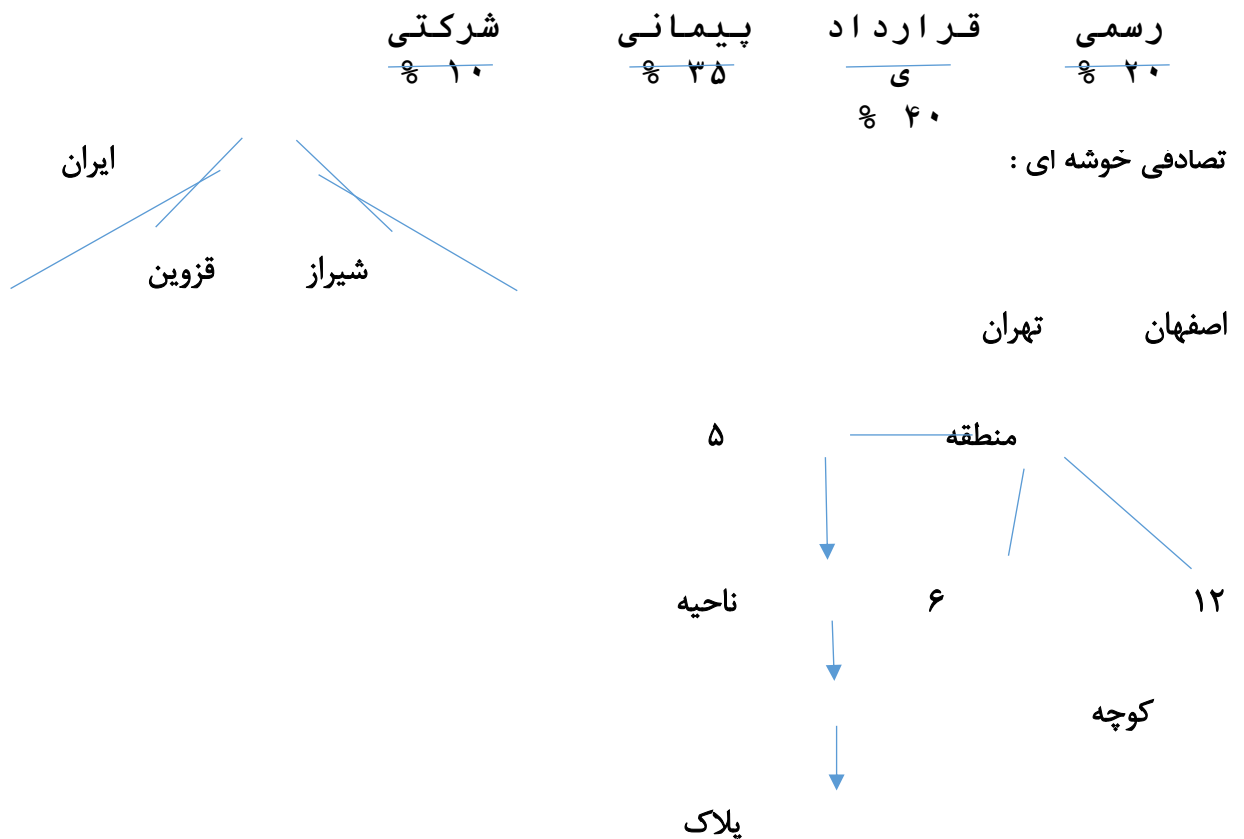 رسمی قرارداد پیمانی شرکتی
۲۰ % ی ۳۵ % ۱۰ %
۴۰ %
تصادفی خوشه ای :
ایران
شیراز قزوین
اصفهان تهران
منطقه ۵
۱۲ ۶ ناحیه
کوچه
پلاک